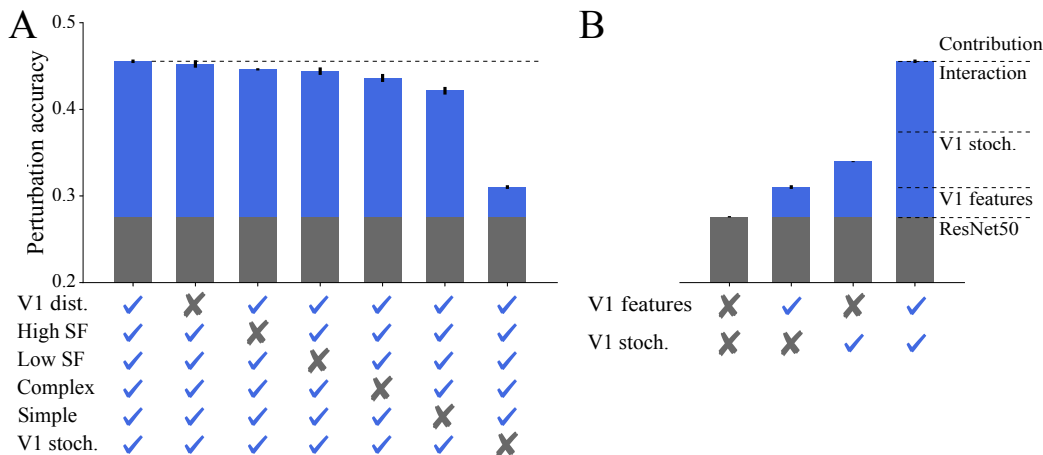 A
Perturbation accuracy
0.5
0.4
0.3
0.2
V1 dist.
High SF
Low SF
Complex
Simple
V1 stoch.
B
Contribution
Interaction
V1 stoch.
V1 features
ResNet50
V1 features
V1 stoch.